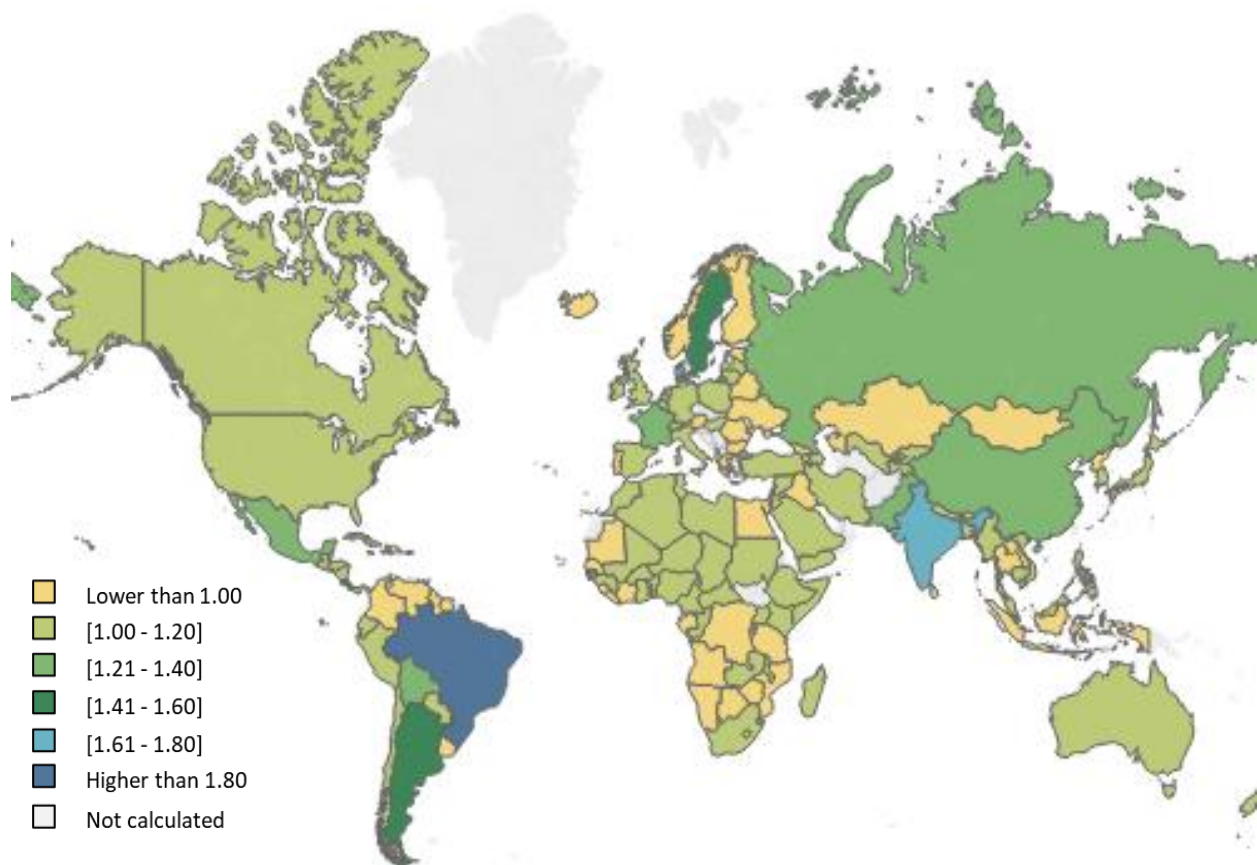 Lower than 1.00
[1.00 - 1.20]
[1.21 - 1.40]
[1.41 - 1.60]
[1.61 - 1.80]
Higher than 1.80
Not calculated